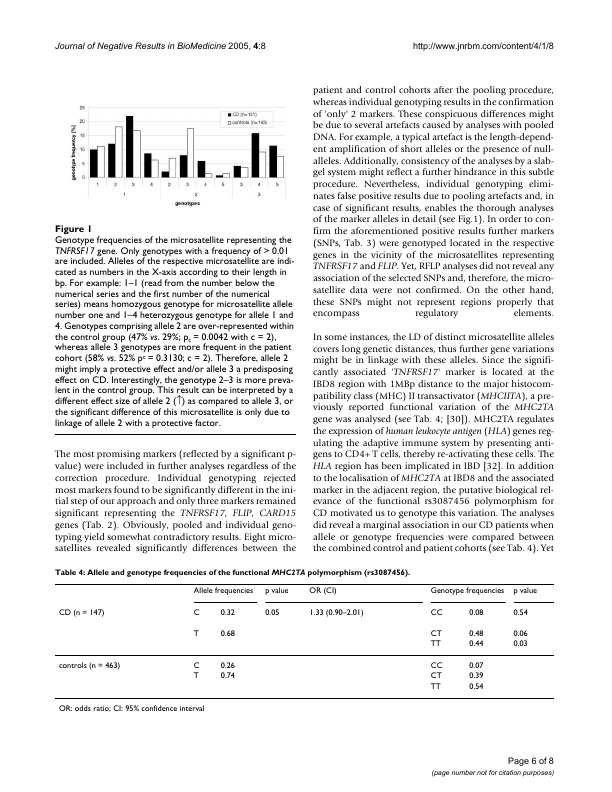 Journal of Negative Results in BioMedicine 2005, 4:8
http://www.jnrbm.com/content/4/1/8
25
20
15
10
5
0
genotype frequency [%]
CD (n=151)
controls (n=143)
1 2 3 4 2 3 4 5 3 4 5
1 2 3
genotypes
Figure 1
Genotype frequencies of the microsatellite representing the
TNFRSF17 gene. Only genotypes with a frequency of > 0.01
are included. Alleles of the respective microsatellite are indi-
cated as numbers in the X-axis according to their length in
bp. For example: 1–1 (read from the number below the
numerical series and the first number of the numerical
series) means homozygous genotype for microsatellite allele
number one and 1–4 heterozygous genotype for allele 1 and
4. Genotypes comprising allele 2 are over-represented within
the control group (47% vs. 29%; pc = 0.0042 with c = 2),
whereas allele 3 genotypes are more frequent in the patient
cohort (58% vs. 52% pc = 0.3130; c = 2). Therefore, allele 2
might imply a protective effect and/or allele 3 a predisposing
effect on CD. Interestingly, the genotype 2–3 is more preva-
lent in the control group. This result can be interpreted by a
different effect size of allele 2 (↑) as compared to allele 3, or
the significant difference of this microsatellite is only due to
linkage of allele 2 with a protective factor.
The most promising markers (reflected by a significant p-
value) were included in further analyses regardless of the
correction procedure. Individual genotyping rejected
most markers found to be significantly different in the ini-
tial step of our approach and only three markers remained
significant representing the TNFRSF17, FLIP, CARD15
genes (Tab. 2). Obviously, pooled and individual geno-
typing yield somewhat contradictory results. Eight micro-
satellites revealed significantly differences between the
patient and control cohorts after the pooling procedure,
whereas individual genotyping results in the confirmation
of 'only' 2 markers. These conspicuous differences might
be due to several artefacts caused by analyses with pooled
DNA. For example, a typical artefact is the length-depend-
ent amplification of short alleles or the presence of null-
alleles. Additionally, consistency of the analyses by a slab-
gel system might reflect a further hindrance in this subtle
procedure. Nevertheless, individual genotyping elimi-
nates false positive results due to pooling artefacts and, in
case of significant results, enables the thorough analyses
of the marker alleles in detail (see Fig.1). In order to con-
firm the aforementioned positive results further markers
(SNPs, Tab. 3) were genotyped located in the respective
genes in the vicinity of the microsatellites representing
TNFRSF17 and FLIP. Yet, RFLP analyses did not reveal any
association of the selected SNPs and, therefore, the micro-
satellite data were not confirmed. On the other hand,
these SNPs might not represent regions properly that
encompass regulatory elements.
In some instances, the LD of distinct microsatellite alleles
covers long genetic distances, thus further gene variations
might be in linkage with these alleles. Since the signifi-
cantly associated 'TNFRSF17' marker is located at the
IBD8 region with 1MBp distance to the major histocom-
patibility class (MHC) II transactivator (MHCIITA), a pre-
viously reported functional variation of the MHC2TA
gene was analysed (see Tab. 4; [30]). MHC2TA regulates
the expression of human leukocyte antigen (HLA) genes reg-
ulating the adaptive immune system by presenting anti-
gens to CD4+ T cells, thereby re-activating these cells. The
HLA region has been implicated in IBD [32]. In addition
to the localisation of MHC2TA at IBD8 and the associated
marker in the adjacent region, the putative biological rel-
evance of the functional rs3087456 polymorphism for
CD motivated us to genotype this variation. The analyses
did reveal a marginal association in our CD patients when
allele or genotype frequencies were compared between
the combined control and patient cohorts (see Tab. 4). Yet
Table 4: Allele and genotype frequencies of the functional MHC2TA polymorphism (rs3087456).
Allele frequencies p value OR (CI) Genotype frequencies p value
CD (n = 147) C 0.32 0.05 1.33 (0.90–2.01) CC 0.08 0.54
T 0.68 CT 0.48 0.06
TT 0.44 0.03
controls (n = 463) C 0.26 CC 0.07
T 0.74 CT 0.39
TT 0.54
OR: odds ratio; CI: 95% confidence interval
Page 6 of 8
(page number not for citation purposes)